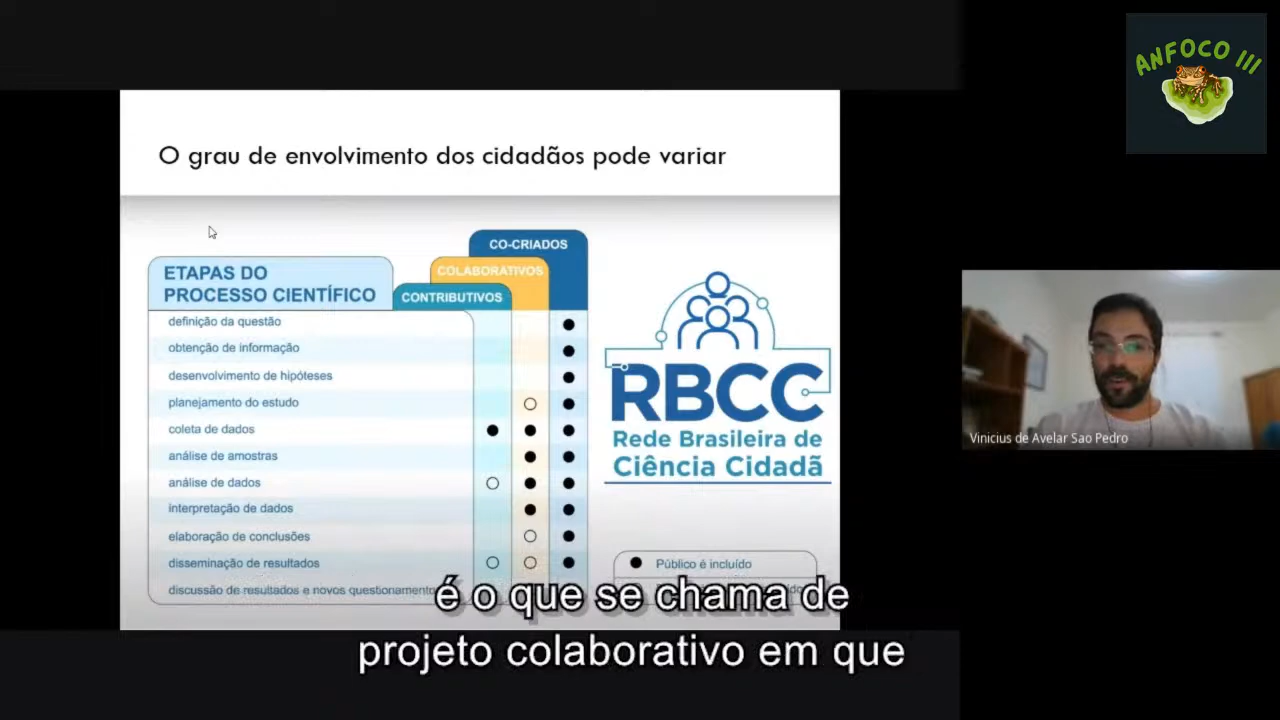 ANFOCO III
O grau de envolvimento dos cidadãos pode variar
CO-CRIADOS
COLABORATIVOS
CONTRIBUTIVOS
ETAPAS DO
PROCESSO CIENTÍFICO
definição da questão
obtenção de informação
desenvolvimento de hipóteses
planejamento do estudo
coleta de dados
análise de amostras
análise de dados
interpretação de dados
elaboração de conclusões
disseminação de resultados
discussão de resultados e novos questionamento
RBCC
Rede Brasileira de
Ciência Cidadã
Público é incluído
Vinicius de Avelar Sao Pedro
é o que se chama de
projeto colaborativo em que